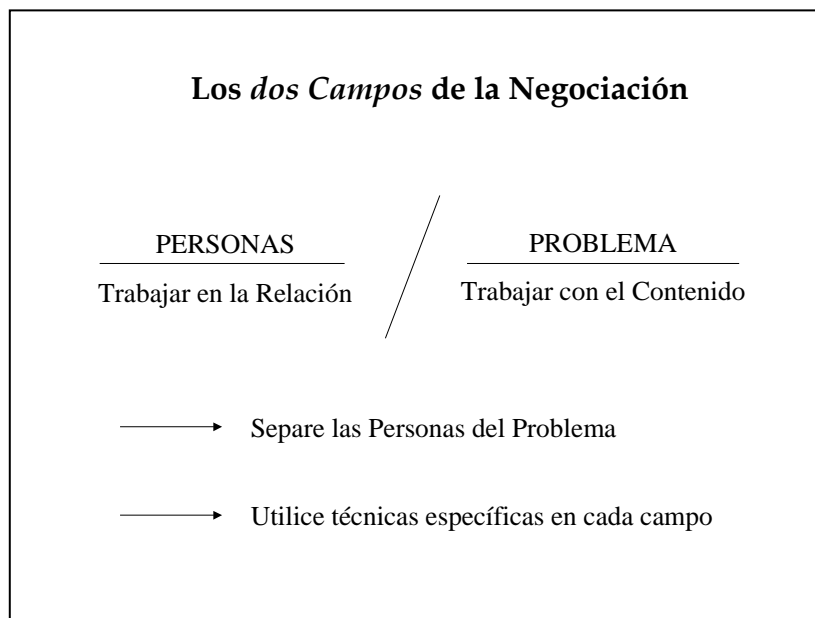 Los dos Campos de la Negociación
PERSONAS
Trabajar en la Relación
PROBLEMA
Trabajar con el Contenido
Separe las Personas del Problema
Utilice técnicas específicas en cada campo